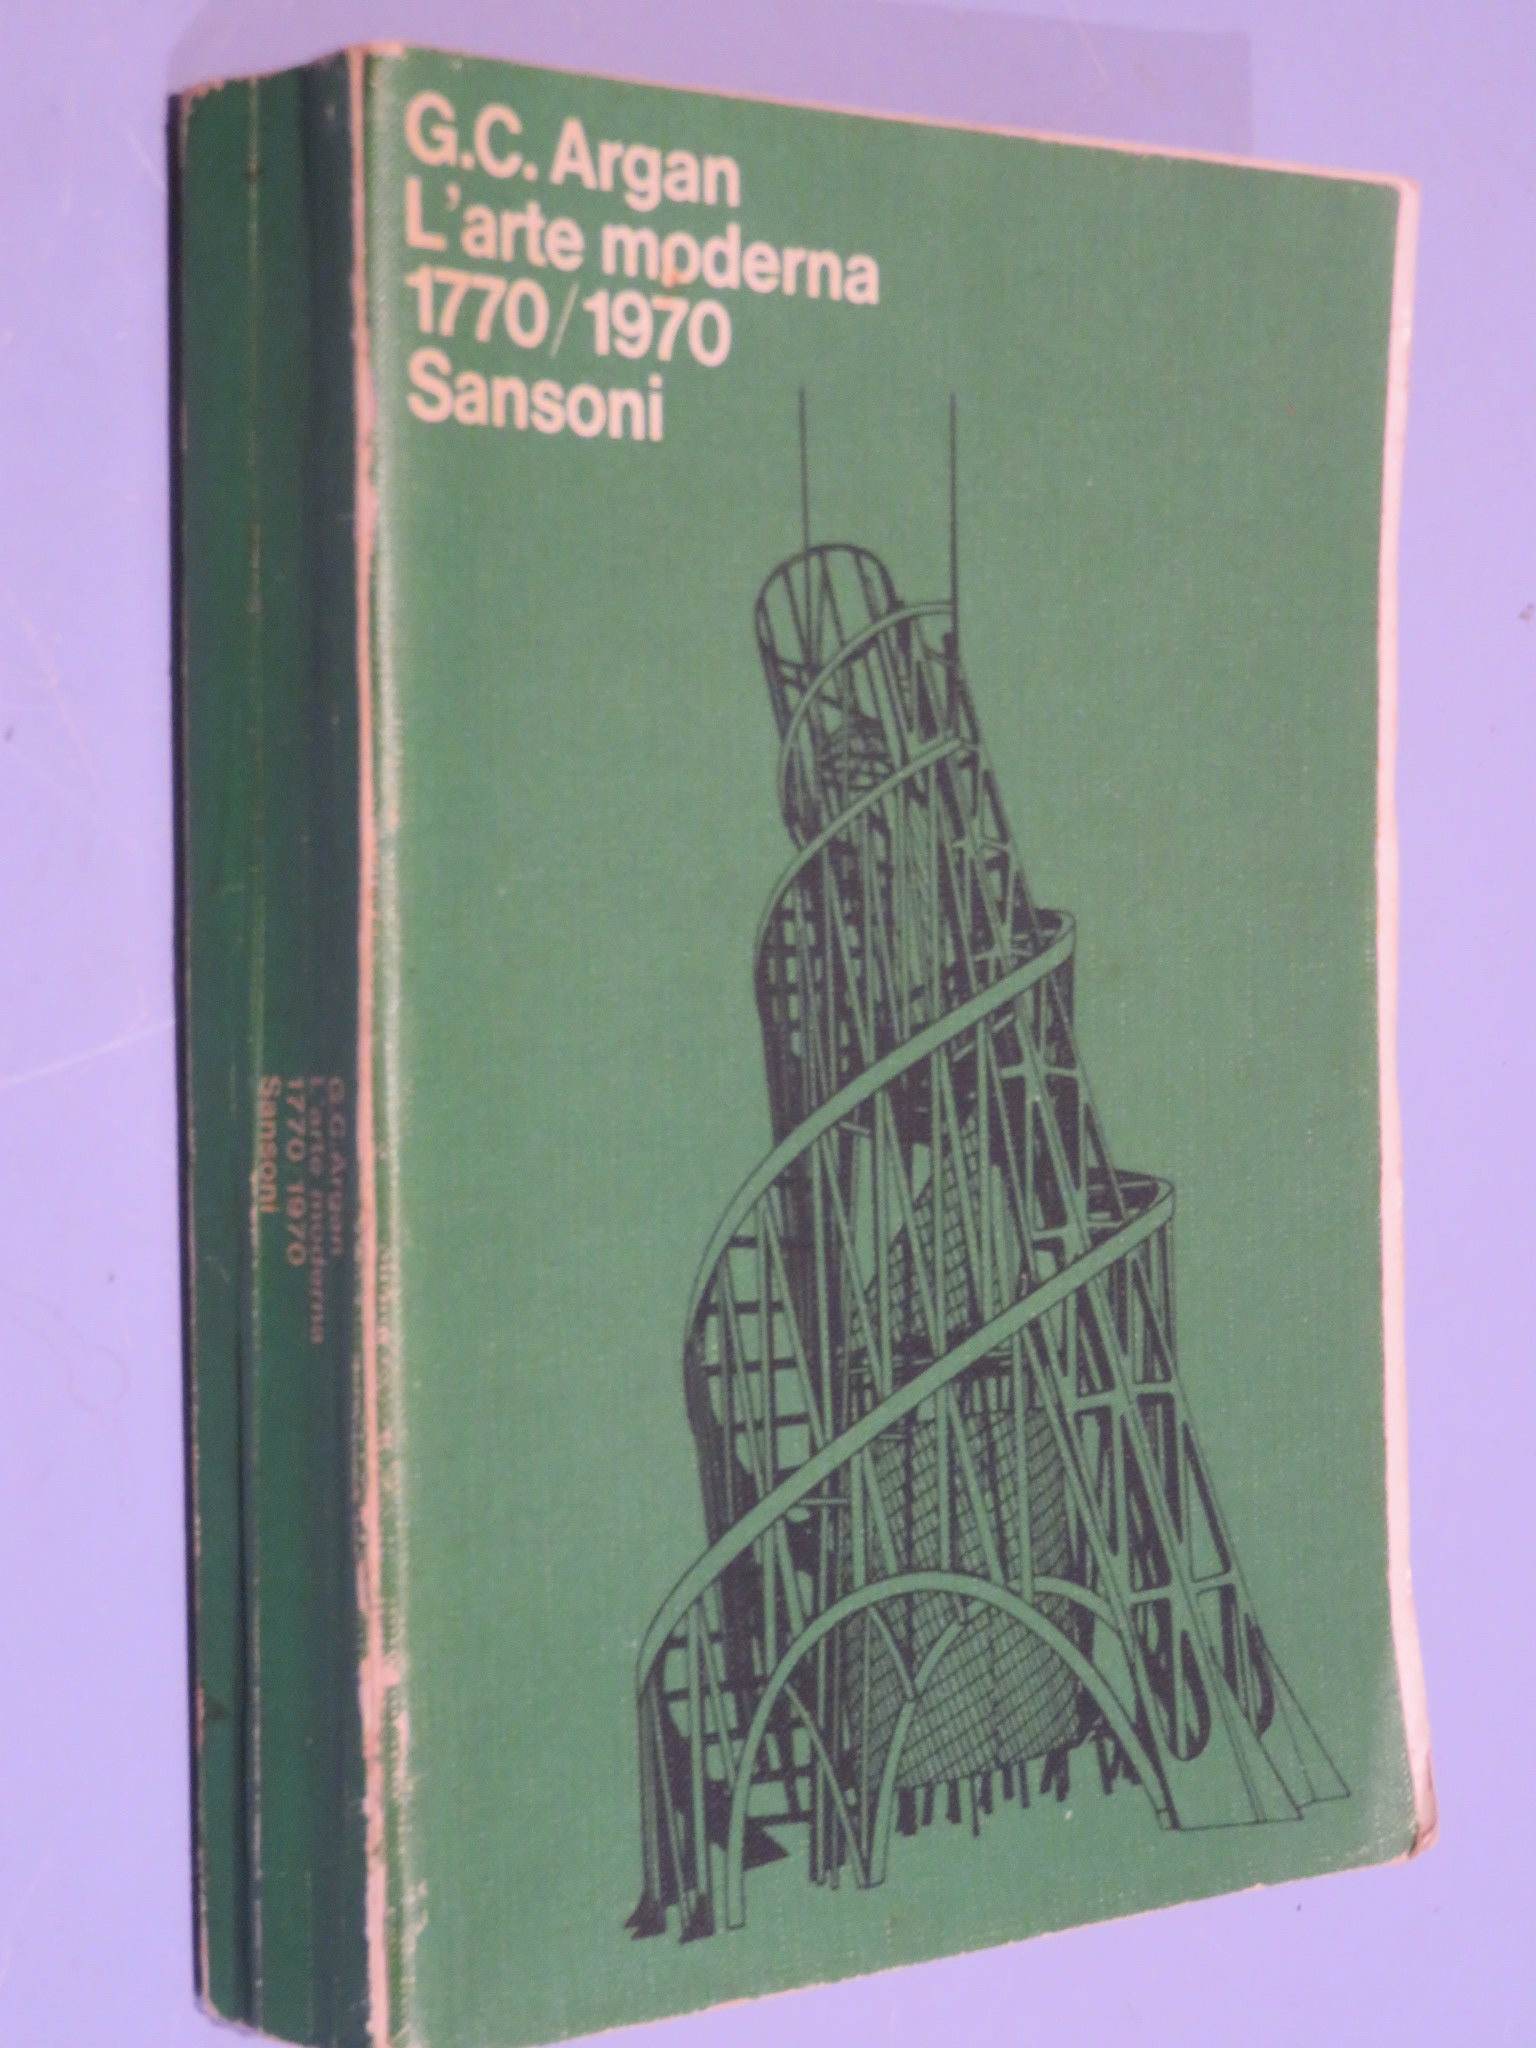 G.C. Argan
L'arte moderna
1770/1970
Sansoni
G.C. Argan
L'arte moderna
1770/1970
Sansoni